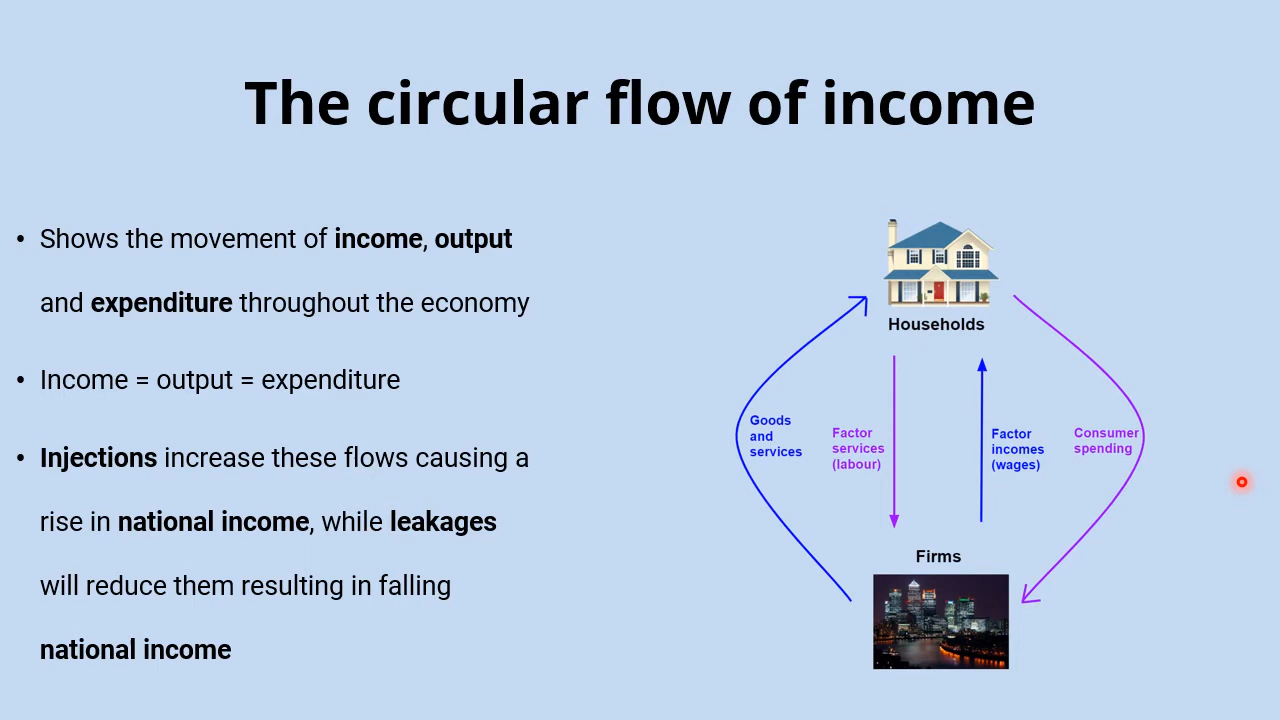 The circular flow of income
• Shows the movement of income, output
and expenditure throughout the economy
• Income = output = expenditure
• Injections increase these flows causing a
rise in national income, while leakages
will reduce them resulting in falling
national income
Households
Goods
and
services
Factor
services
(labour)
Factor
incomes
(wages)
Consumer
spending
Firms